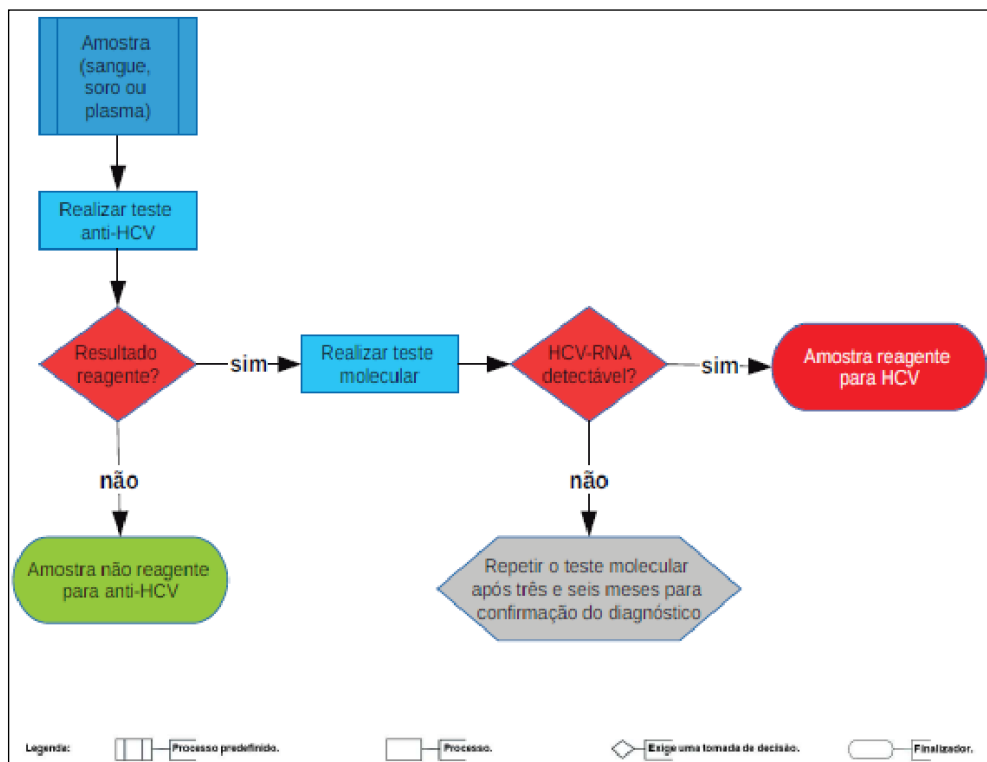 Amostra
(sangue,
soro ou
plasma)
Realizar teste
anti-HCV
Resultado
reagente?
sim
Realizar teste
molecular
HCV-RNA
detectável?
sim
Amostra reagente
para HCV
não
não
Amostra não reagente
para anti-HCV
Repetir o teste molecular
após três e seis meses para
confirmação do diagnóstico
Legenda:
Processo predefinido.
Processo.
Exige uma tomada de decisão.
Finalizador.